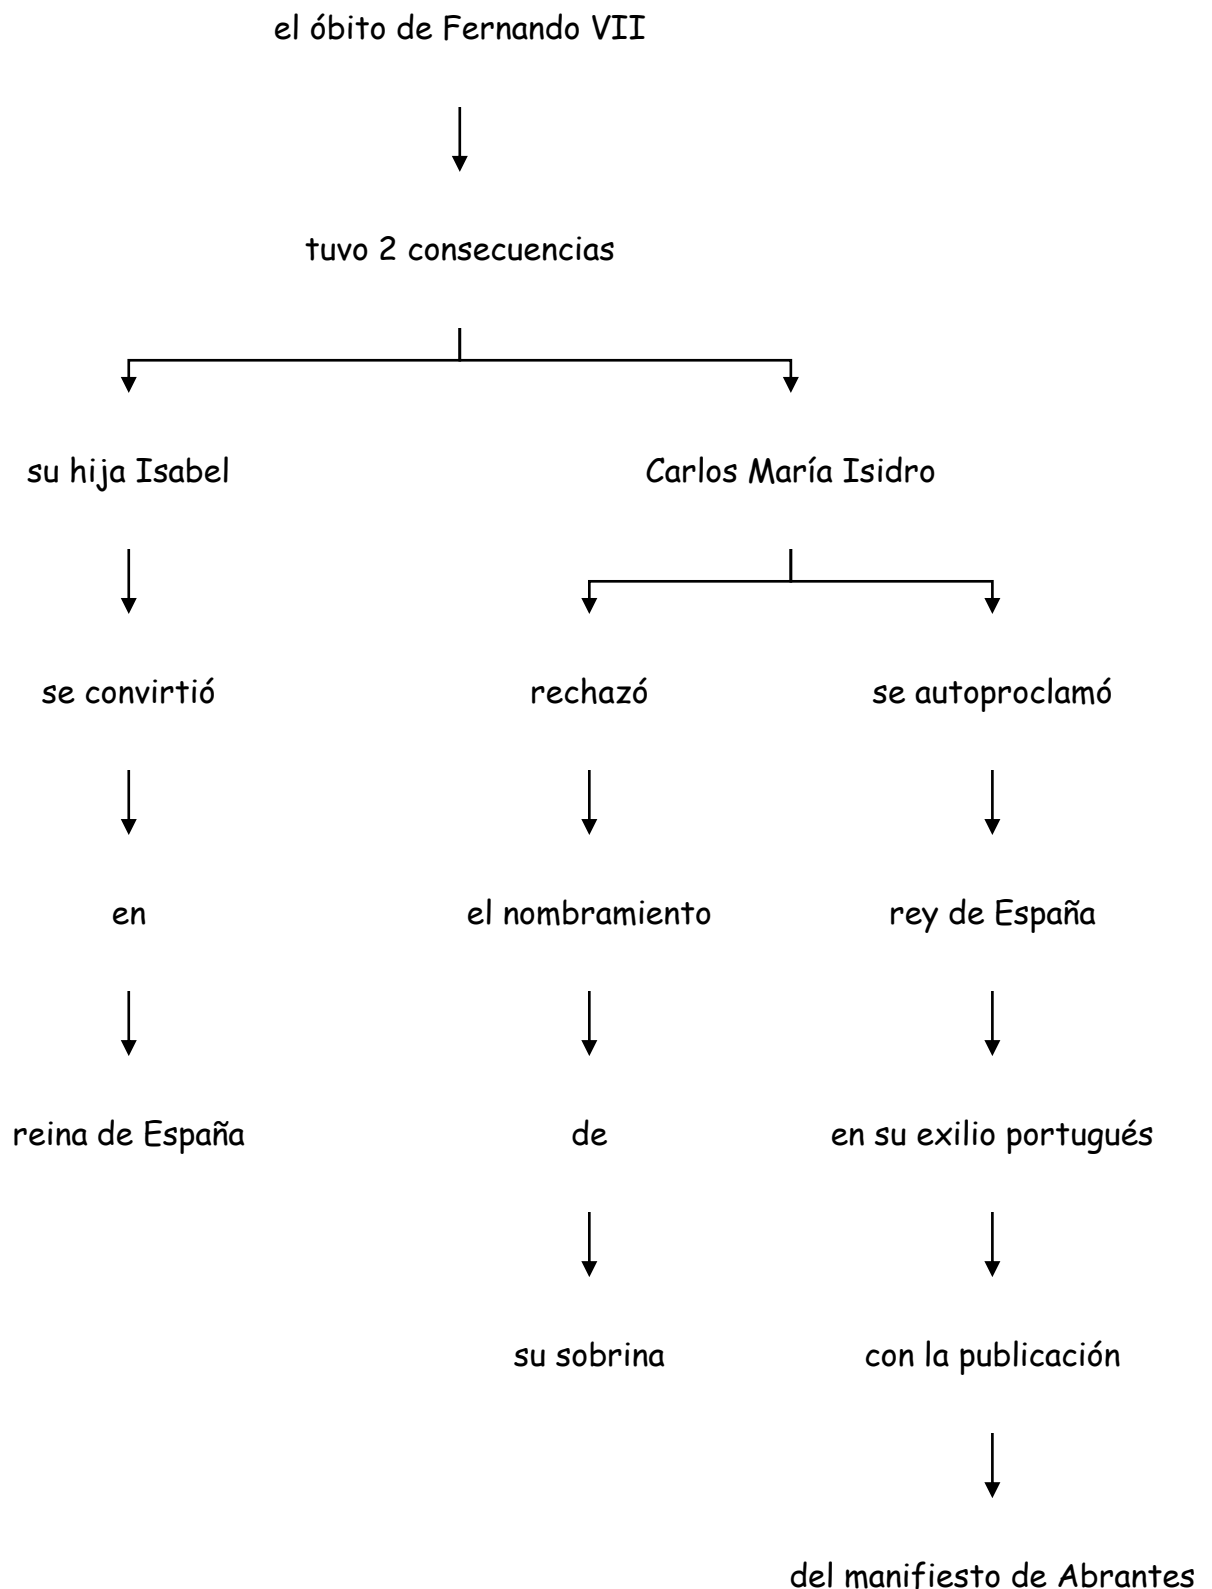 el óbito de Fernando VII
tuvo 2 consecuencias
su hija Isabel
Carlos María Isidro
se convirtió
rechazó
se autoproclamó
en
el nombramiento
rey de España
reina de España
de
en su exilio portugués
su sobrina
con la publicación
del manifiesto de Abrantes